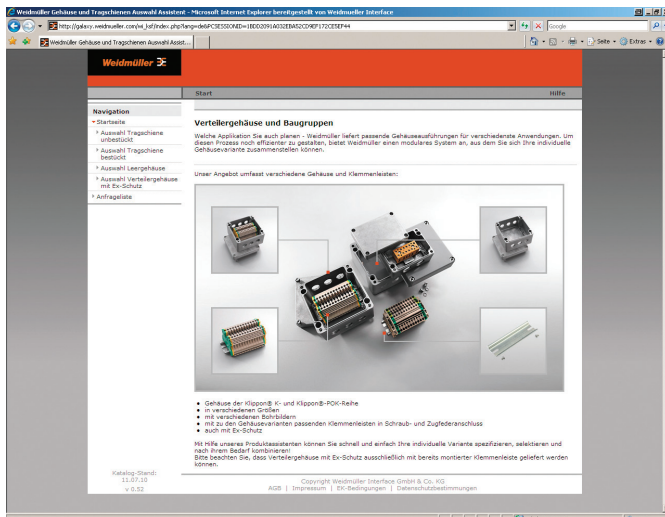 Weidmüller Gehäuse und Tragschienen Auswahl Assistent - Microsoft Internet Explorer bereitgestellt von Weidmueller Interface
http://galaxy.weidmueller.com/wi_ksf/index.php?lang=de&PCSESSIONID=1BDD2091A032EBA52CD9EF172CE5EF44
Google
Weidmüller Gehäuse und Tragschienen Auswahl Assist...
Seite
Extras
Weidmüller
Start
Hilfe
Navigation
Startseite
Auswahl Tragschiene
unbestückt
Auswahl Tragschiene
bestückt
Auswahl Leergehäuse
Auswahl Verteilergehäuse
mit Ex-Schutz
Anfrageliste
Verteilergehäuse und Baugruppen
Welche Applikation Sie auch planen - Weidmüller liefert passende Gehäuseausführungen für verschiedenste Anwendungen. Um
diesen Prozess noch effizienter zu gestalten, bietet Weidmüller einen modulares System an, aus dem Sie sich Ihre individuelle
Gehäusevariante zusammenstellen können.
Unser Angebot umfasst verschiedene Gehäuse und Klemmenleisten:
• Gehäuse der Klippon® K- und Klippon®-POK-Reihe
• in verschiedenen Größen
• mit verschiedenen Bohrbildern
• mit zu den Gehäusevarianten passenden Klemmenleisten in Schraub- und Zugfederanschluss
• auch mit Ex-Schutz
Mit Hilfe unseres Produktassistenten können Sie schnell und einfach Ihre individuelle Variante spezifizieren, selektieren und
nach ihrem Bedarf kombinieren!
Bitte beachten Sie, dass Verteilergehäuse mit Ex-Schutz ausschließlich mit bereits montierter Klemmenleiste geliefert werden
können.
Katalog-Stand:
11.07.10
v 0.52
Copyright Weidmüller Interface GmbH & Co. KG
AGB | Impressum | EK-Bedingungen | Datenschutzbestimmungen